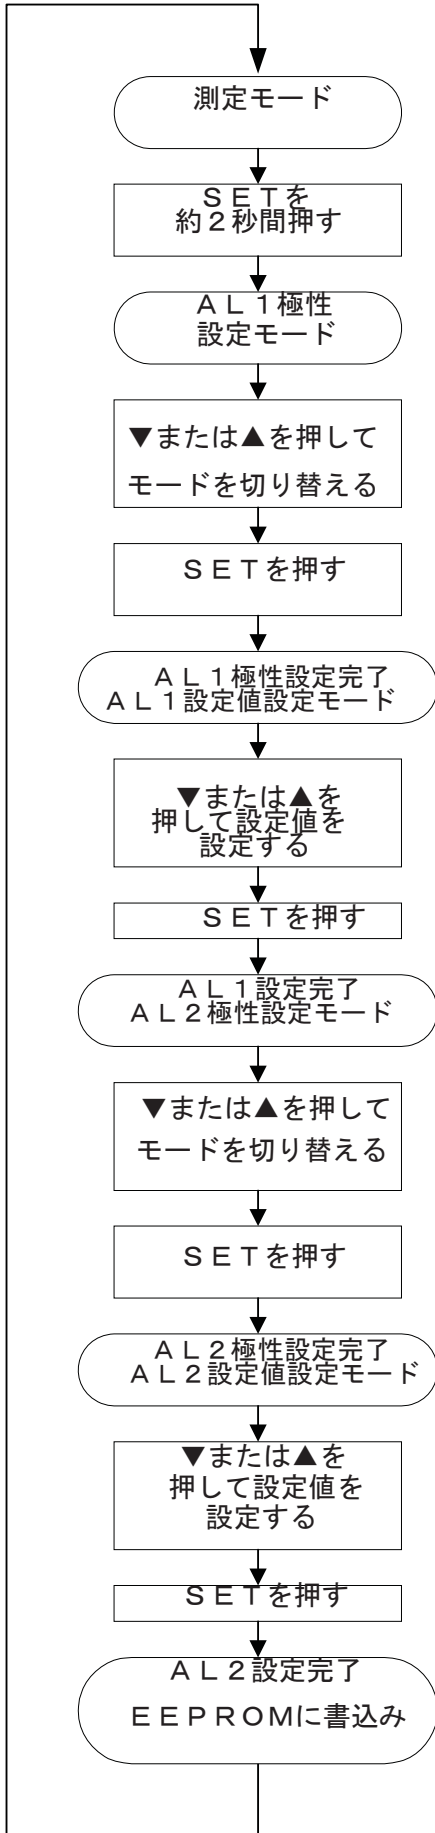 測定モード
ＳＥＴを
約２秒間押す
ＡＬ１極性
設定モード
▼または▲を押して
モードを切り替える
ＳＥＴを押す
ＡＬ１極性設定完了
ＡＬ１設定値設定モード
▼または▲を
押して設定値を
設定する
ＳＥＴを押す
ＡＬ１設定完了
ＡＬ２極性設定モード
▼または▲を押して
モードを切り替える
ＳＥＴを押す
ＡＬ２極性設定完了
ＡＬ２設定値設定モード
▼または▲を
押して設定値を
設定する
ＳＥＴを押す
ＡＬ２設定完了
ＥＥＰＲＯＭに書込み